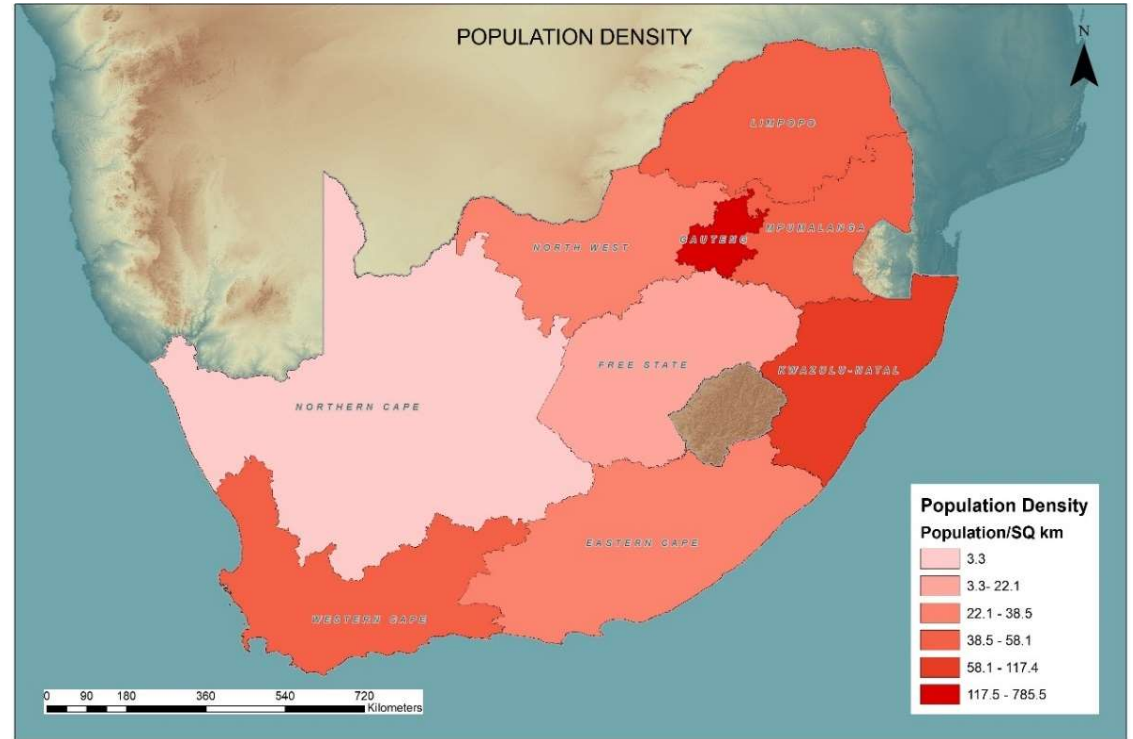 POPULATION DENSITY
N
LIMPOPO
NORTH WEST
GAUTENG
MPUMALANGA
FREE STATE
KWAZULU-NATAL
NORTHERN CAPE
EASTERN CAPE
WESTERN CAPE
Population Density
Population/SQ km
3.3
3.3- 22.1
22.1 - 38.5
38.5 - 58.1
58.1 - 117.4
117.5 - 785.5
0 90 180 360 540 720
Kilometers